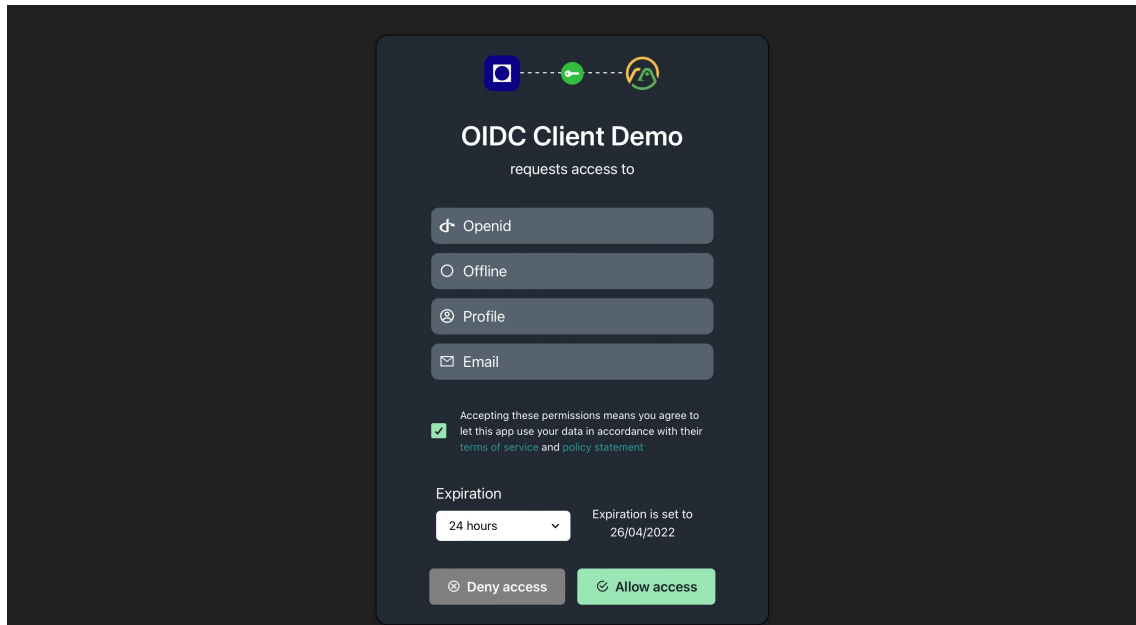 OIDC Client Demo
requests access to
Openid
Offline
Profile
Email
Accepting these permissions means you agree to
let this app use your data in accordance with their
terms of service and policy statement
Expiration
24 hours
Expiration is set to
26/04/2022
Deny access
Allow access